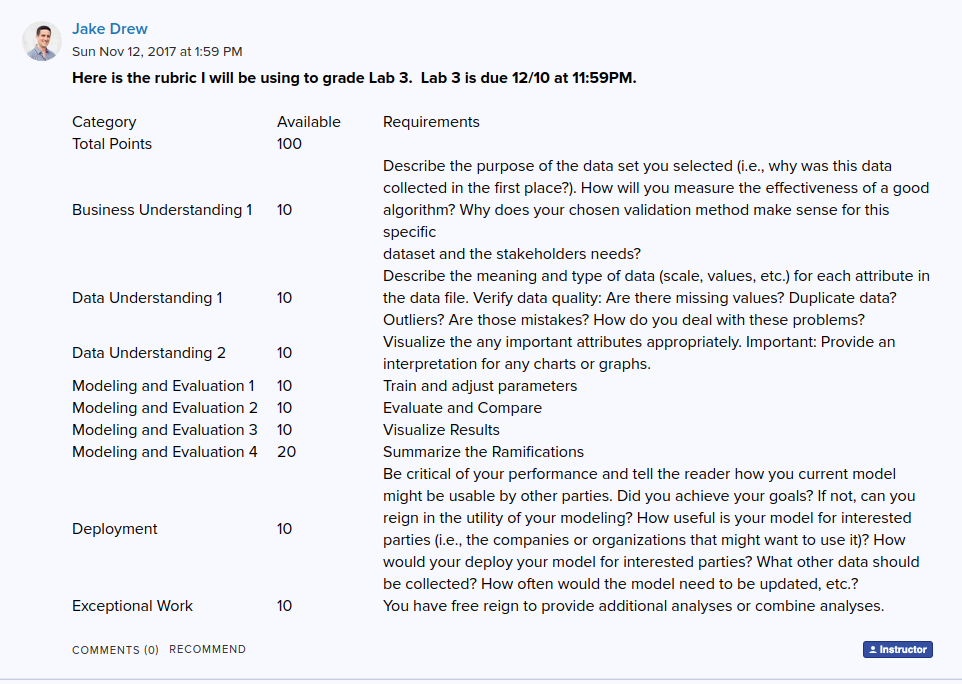 Jake Drew
Sun Nov 12, 2017 at 1:59 PM
Here is the rubric I will be using to grade Lab 3.  Lab 3 is due 12/10 at 11:59PM.
Category Available Requirements
Total Points 100
Describe the purpose of the data set you selected (i.e., why was this data
collected in the first place?). How will you measure the effectiveness of a good
Business Understanding 1 10 algorithm? Why does your chosen validation method make sense for this
specific
dataset and the stakeholders needs?
Describe the meaning and type of data (scale, values, etc.) for each attribute in
Data Understanding 1 10 the data file. Verify data quality: Are there missing values? Duplicate data?
Outliers? Are those mistakes? How do you deal with these problems?
Data Understanding 2 10 Visualize the any important attributes appropriately. Important: Provide an
interpretation for any charts or graphs.
Modeling and Evaluation 1 10 Train and adjust parameters
Modeling and Evaluation 2 10 Evaluate and Compare
Modeling and Evaluation 3 10 Visualize Results
Modeling and Evaluation 4 20 Summarize the Ramifications
Be critical of your performance and tell the reader how you current model
might be usable by other parties. Did you achieve your goals? If not, can you
reign in the utility of your modeling? How useful is your model for interested
Deployment 10 parties (i.e., the companies or organizations that might want to use it)? How
would your deploy your model for interested parties? What other data should
be collected? How often would the model need to be updated, etc.?
Exceptional Work 10 You have free reign to provide additional analyses or combine analyses.
COMMENTS (0) RECOMMEND Instructor